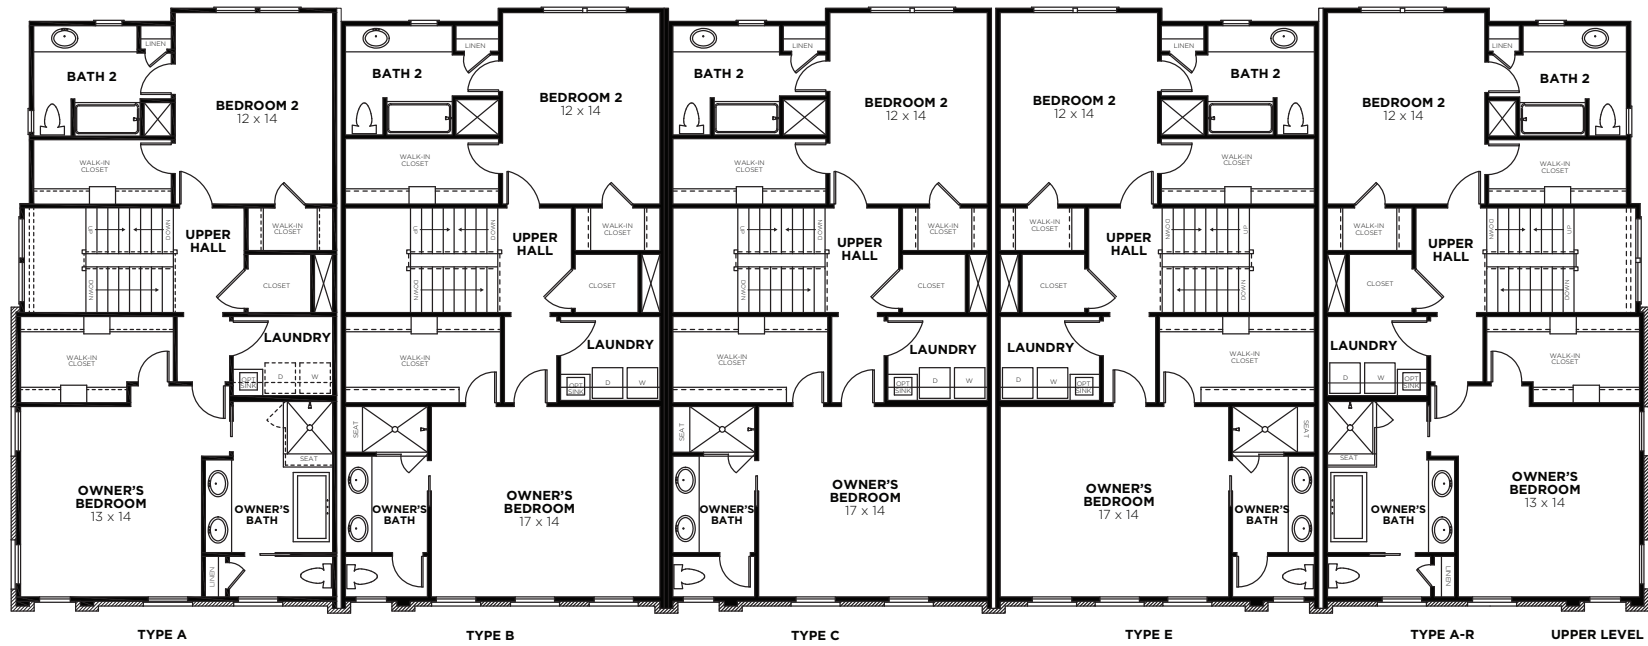 LINEN
BATH 2
BEDROOM 2
12 x 14
WALK-IN
CLOSET
UP
DOWN
DOWN
UPPER
HALL
WALK-IN
CLOSET
CLOSET
WALK-IN
CLOSET
LAUNDRY
OPT
SINK
D
W
SEAT
OWNER'S
BEDROOM
13 x 14
OWNER'S
BATH
LINEN
TYPE A
LINEN
BATH 2
BEDROOM 2
12 x 14
WALK-IN
CLOSET
UP
DOWN
DOWN
UPPER
HALL
WALK-IN
CLOSET
CLOSET
WALK-IN
CLOSET
LAUNDRY
OPT
SINK
D
W
SEAT
OWNER'S
BEDROOM
17 x 14
OWNER'S
BATH
TYPE B
LINEN
BATH 2
BEDROOM 2
12 x 14
WALK-IN
CLOSET
UP
DOWN
DOWN
UPPER
HALL
WALK-IN
CLOSET
CLOSET
WALK-IN
CLOSET
LAUNDRY
OPT
SINK
D
W
SEAT
OWNER'S
BEDROOM
17 x 14
OWNER'S
BATH
TYPE C
LINEN
BATH 2
BEDROOM 2
12 x 14
WALK-IN
CLOSET
WALK-IN
CLOSET
UPPER
HALL
DOWN
UP
DOWN
CLOSET
LAUNDRY
D
W
OPT
SINK
WALK-IN
CLOSET
SEAT
OWNER'S
BEDROOM
17 x 14
OWNER'S
BATH
TYPE E
LINEN
BATH 2
BEDROOM 2
12 x 14
WALK-IN
CLOSET
WALK-IN
CLOSET
UPPER
HALL
DOWN
UP
DOWN
CLOSET
LAUNDRY
D
W
OPT
SINK
WALK-IN
CLOSET
SEAT
OWNER'S
BEDROOM
13 x 14
OWNER'S
BATH
LINEN
TYPE A-R
UPPER LEVEL